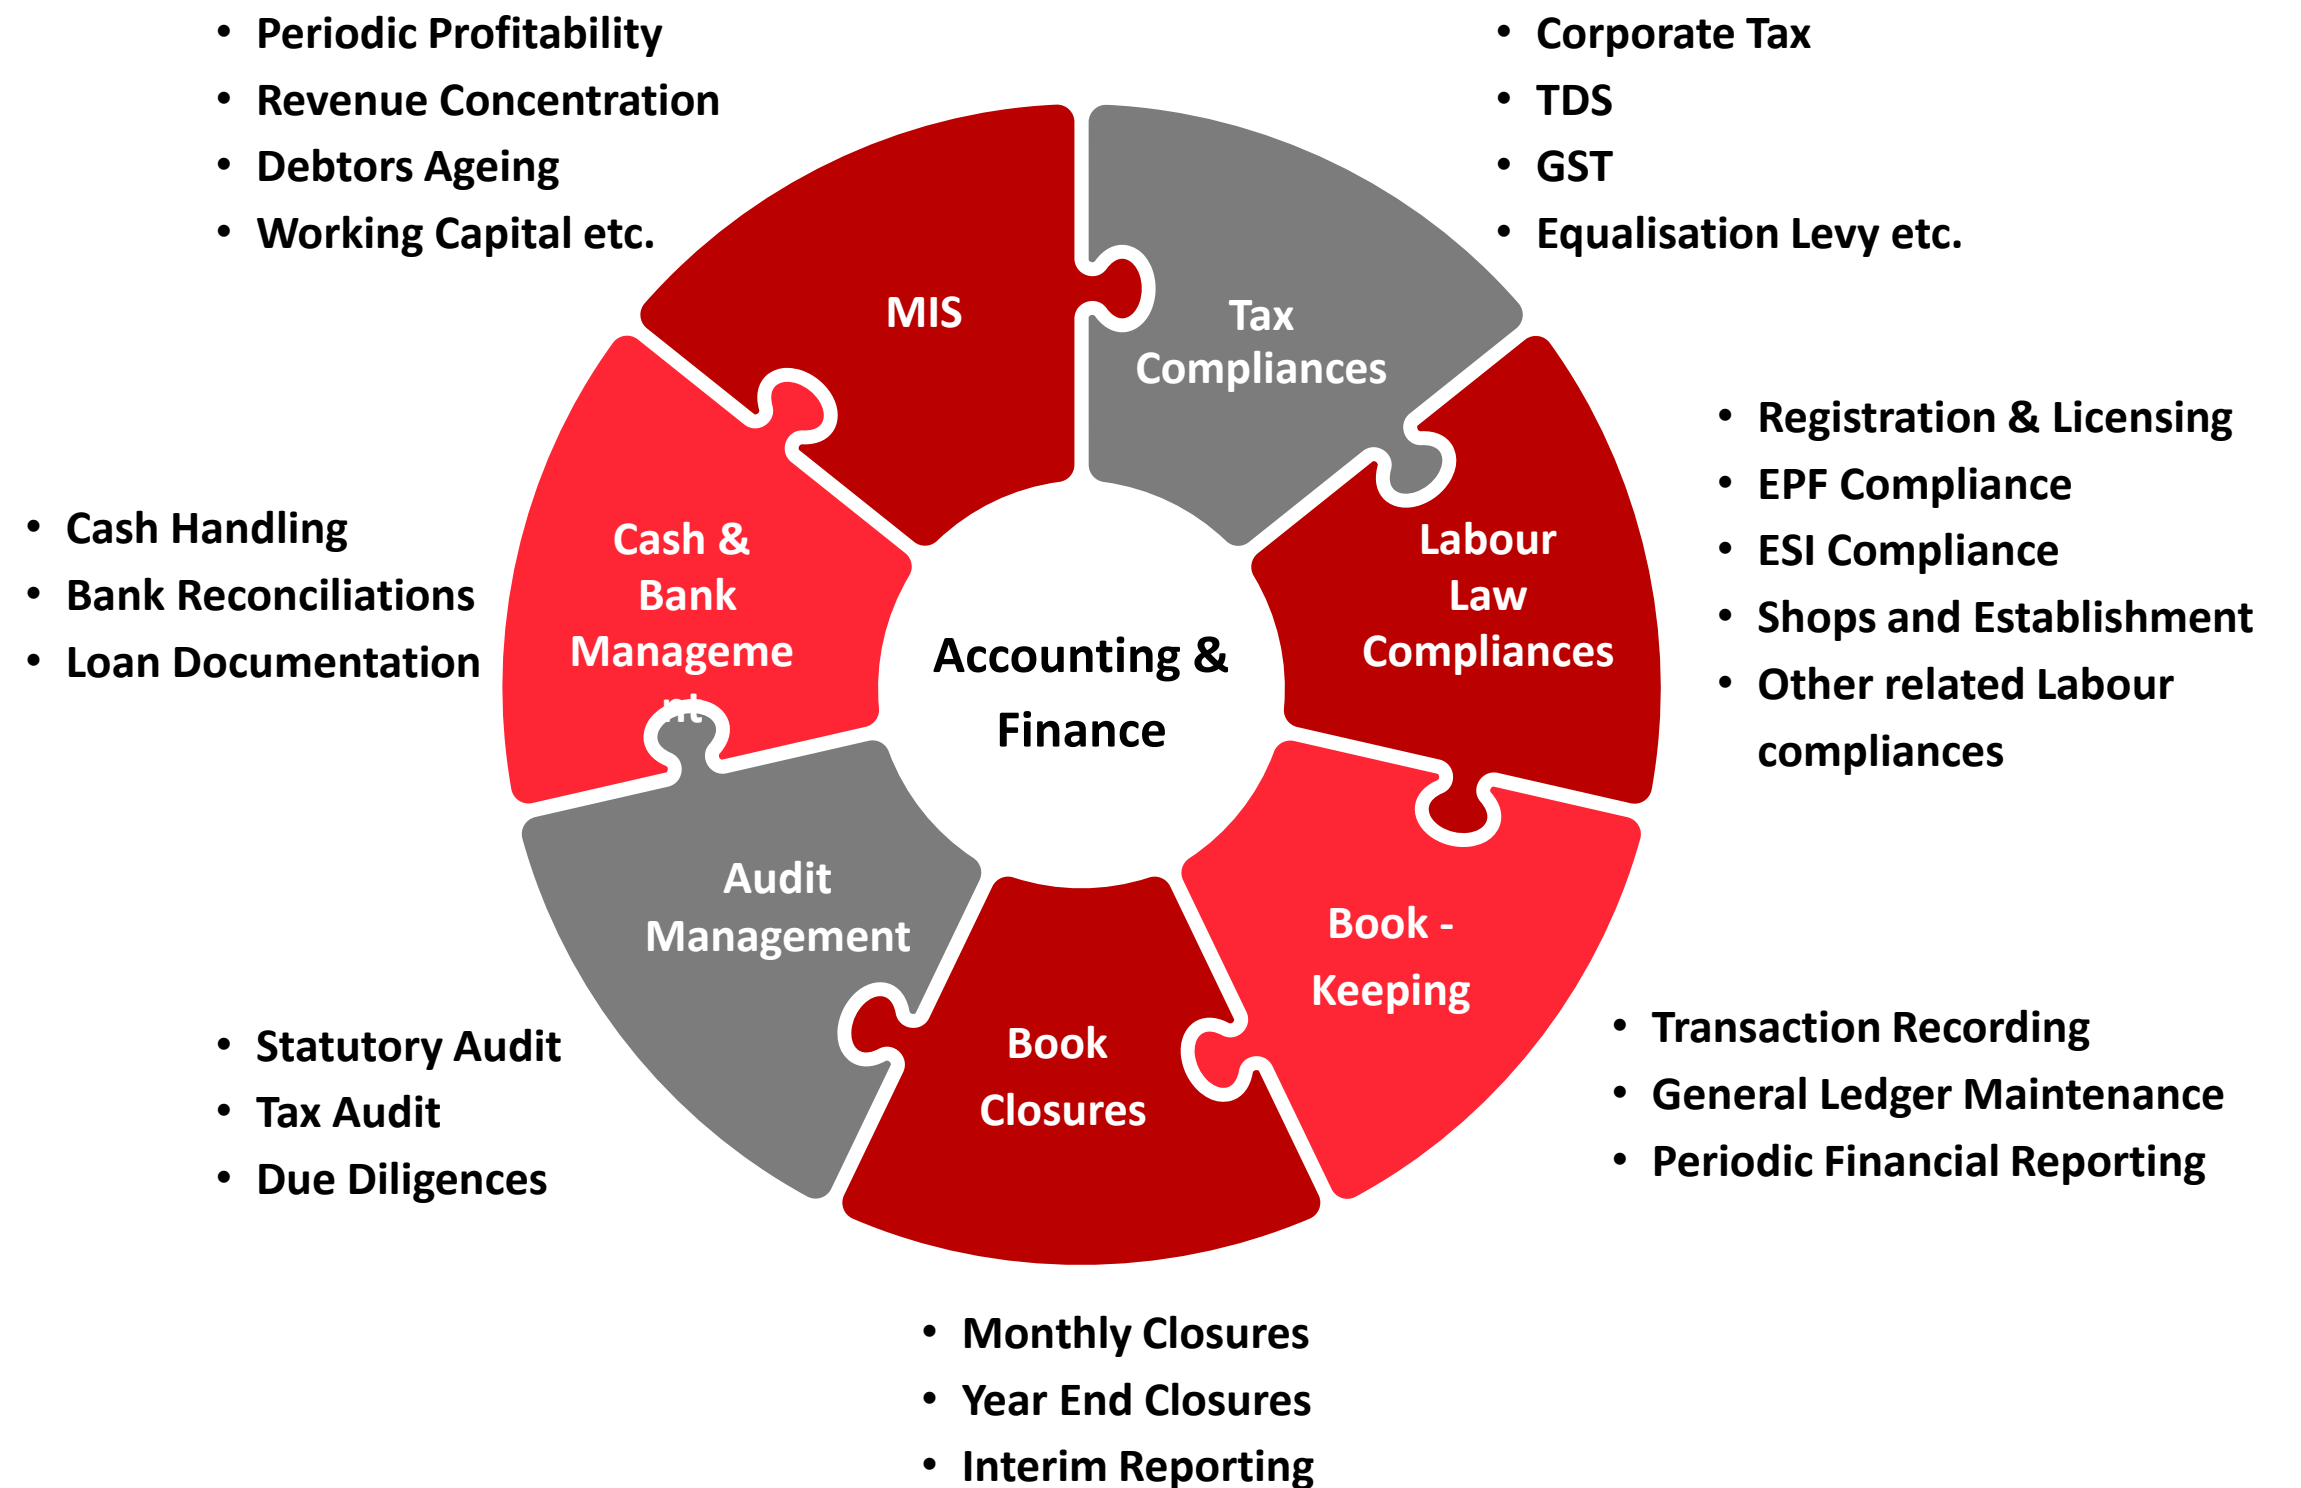 • Periodic Profitability
• Revenue Concentration
• Debtors Ageing
• Working Capital etc.
• Corporate Tax
• TDS
• GST
• Equalisation Levy etc.
MIS
Tax
Compliances
• Registration & Licensing
• EPF Compliance
• ESI Compliance
• Shops and Establishment
• Other related Labour
compliances
• Cash Handling
• Bank Reconciliations
• Loan Documentation
Cash &
Bank
Manageme
nt
Labour
Law
Compliances
Accounting &
Finance
Audit
Management
Book -
Keeping
Book
Closures
• Statutory Audit
• Tax Audit
• Due Diligences
• Transaction Recording
• General Ledger Maintenance
• Periodic Financial Reporting
• Monthly Closures
• Year End Closures
• Interim Reporting